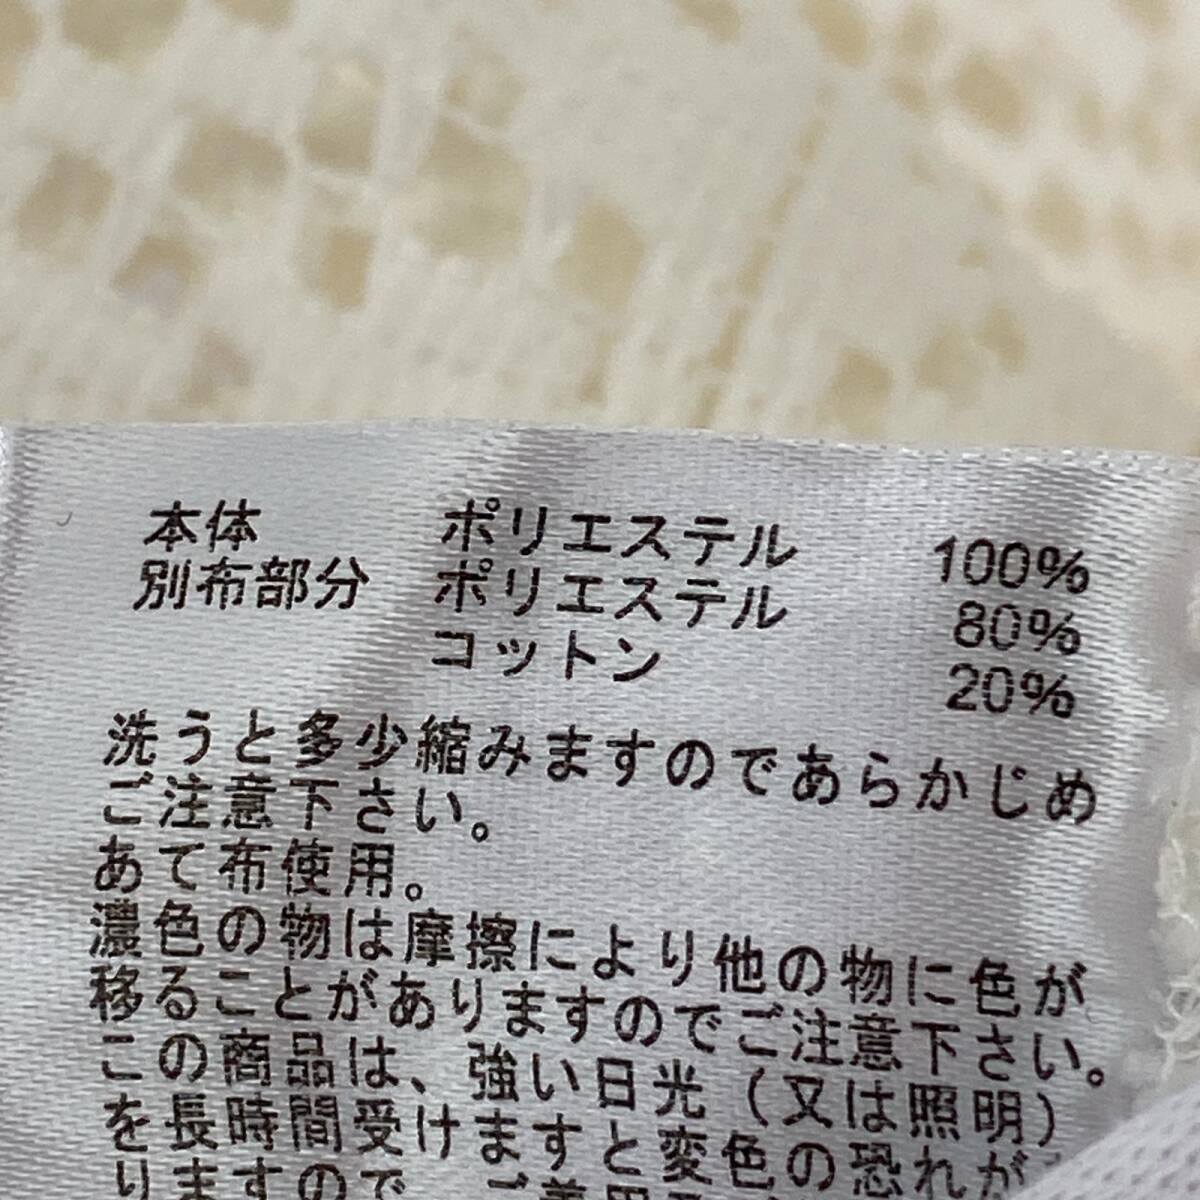 本体 ポリエステル 100%
別布部分 ポリエステル 80%
コットン 20%
洗うと多少縮みますのであらかじめ
ご注意下さい。
あて布使用。
濃色の物は摩擦により他の物に色が
移ることがありますのでご注意下さい。
この商品は、強い日光(又は照明)
を長時間受けますと変色の恐れが
りますので、ご着用